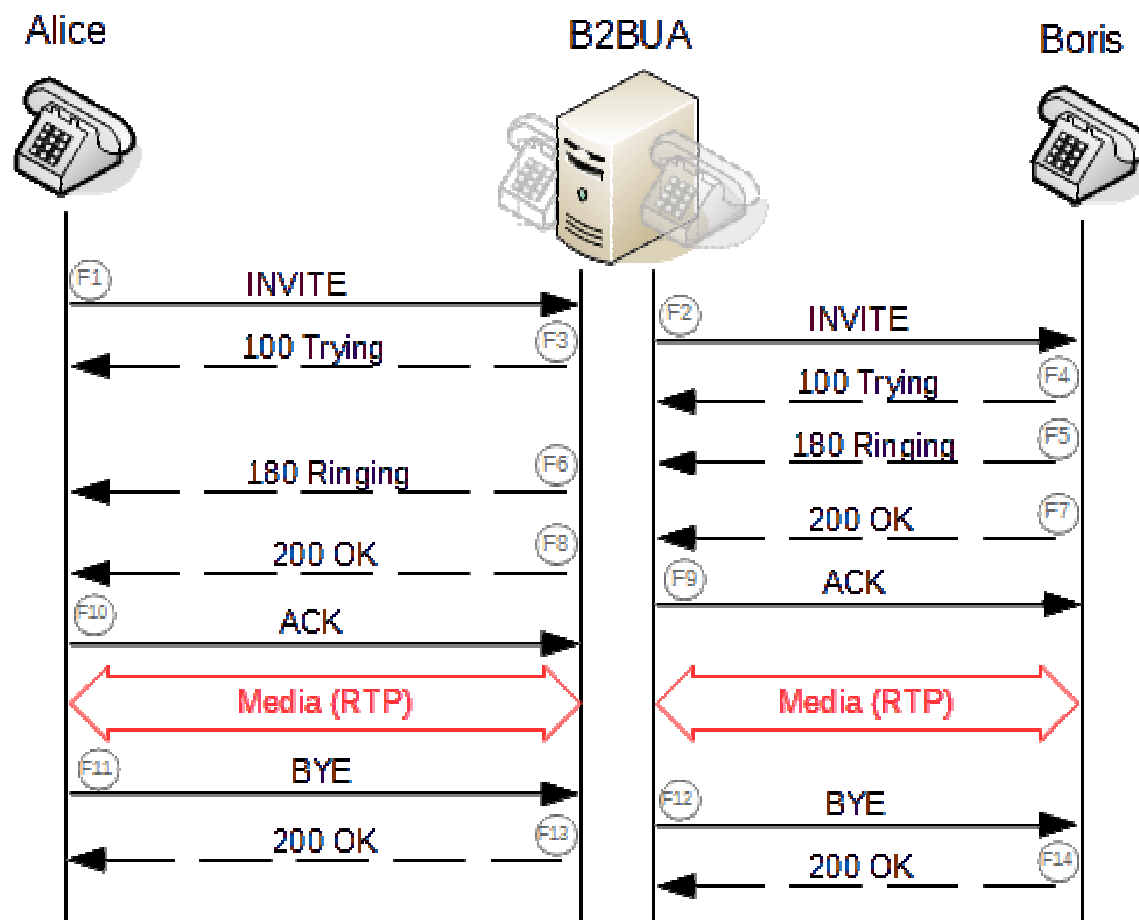 Alice
B2BUA
Boris
F1
INVITE
F2
INVITE
F3
100 Trying
F4
100 Trying
F5
180 Ringing
F6
180 Ringing
F7
200 OK
F8
200 OK
F9
ACK
F10
ACK
Media (RTP)
Media (RTP)
F11
BYE
F12
BYE
F13
200 OK
F14
200 OK